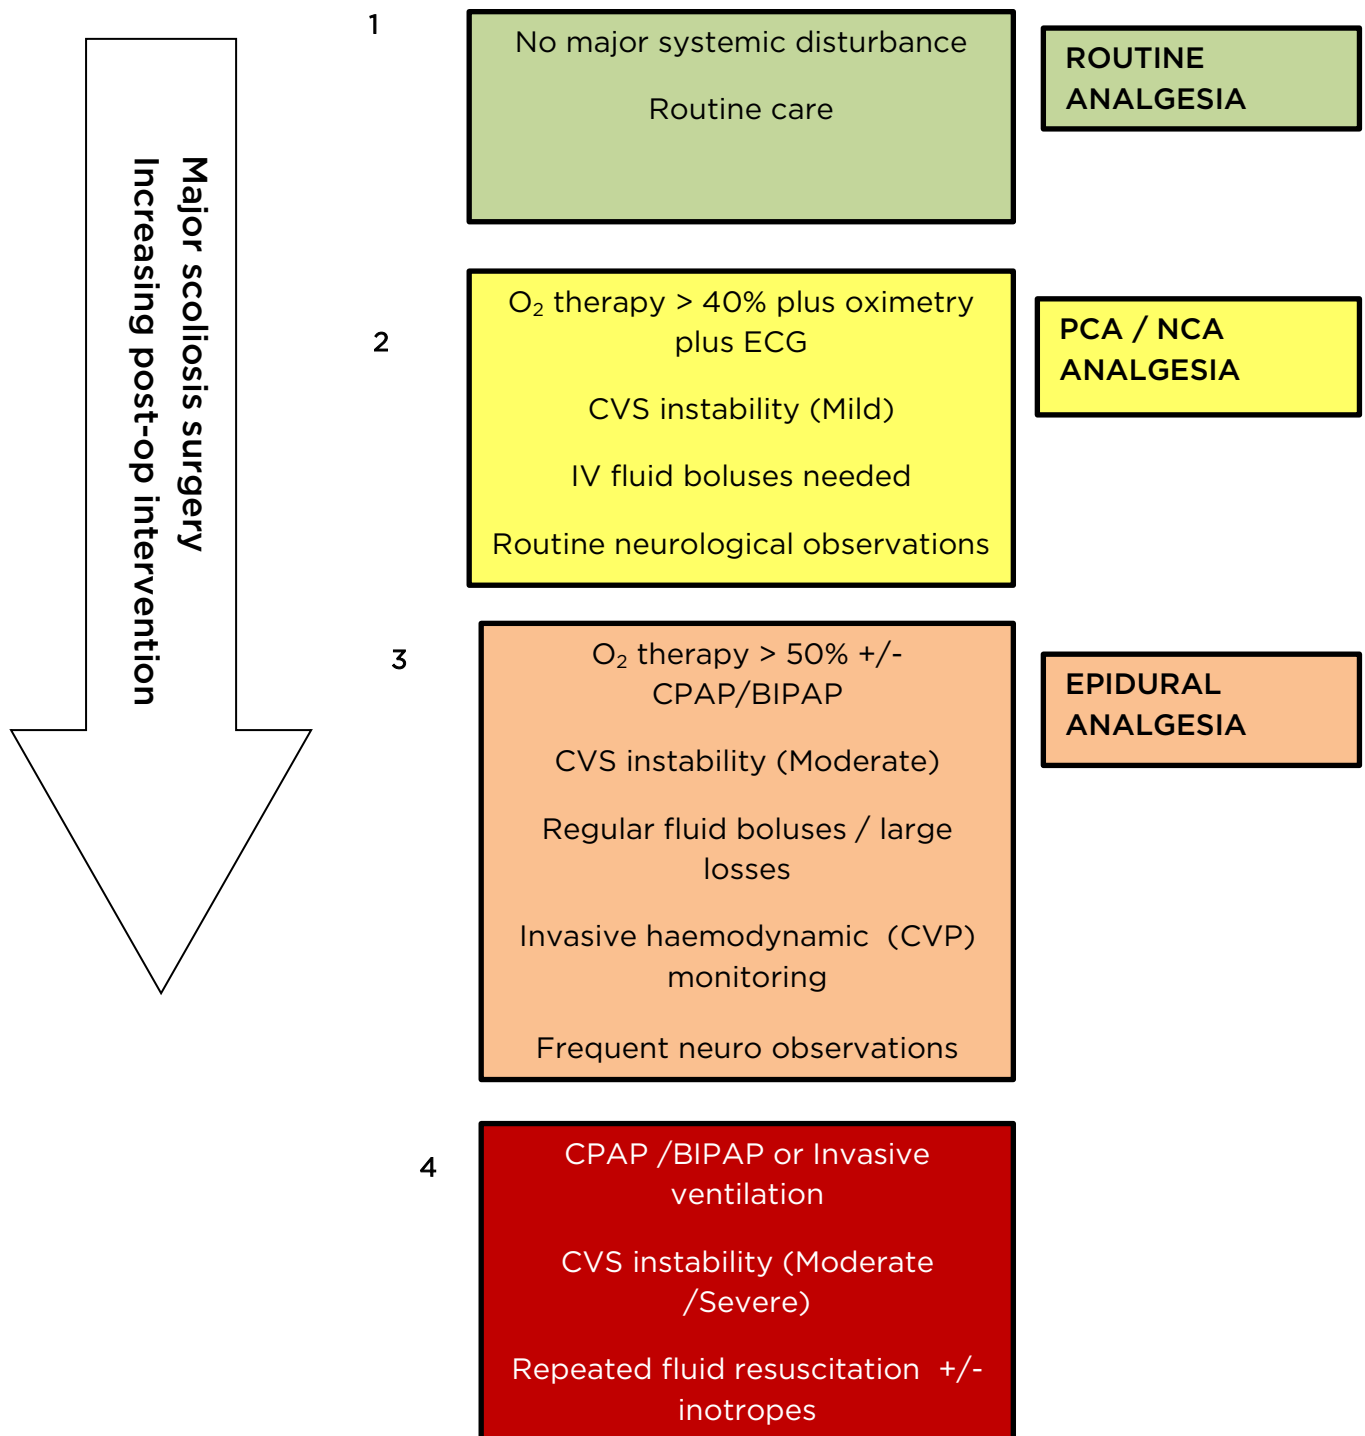 Major scoliosis surgery
Increasing post-op intervention
1
No major systemic disturbance
Routine care
ROUTINE
ANALGESIA
2
O₂ therapy > 40% plus oximetry
plus ECG
CVS instability (Mild)
IV fluid boluses needed
Routine neurological observations
PCA / NCA
ANALGESIA
3
O₂ therapy > 50% +/-
CPAP/BIPAP
CVS instability (Moderate)
Regular fluid boluses / large
losses
Invasive haemodynamic (CVP)
monitoring
Frequent neuro observations
EPIDURAL
ANALGESIA
4
CPAP /BIPAP or Invasive
ventilation
CVS instability (Moderate
/Severe)
Repeated fluid resuscitation +/-
inotropes